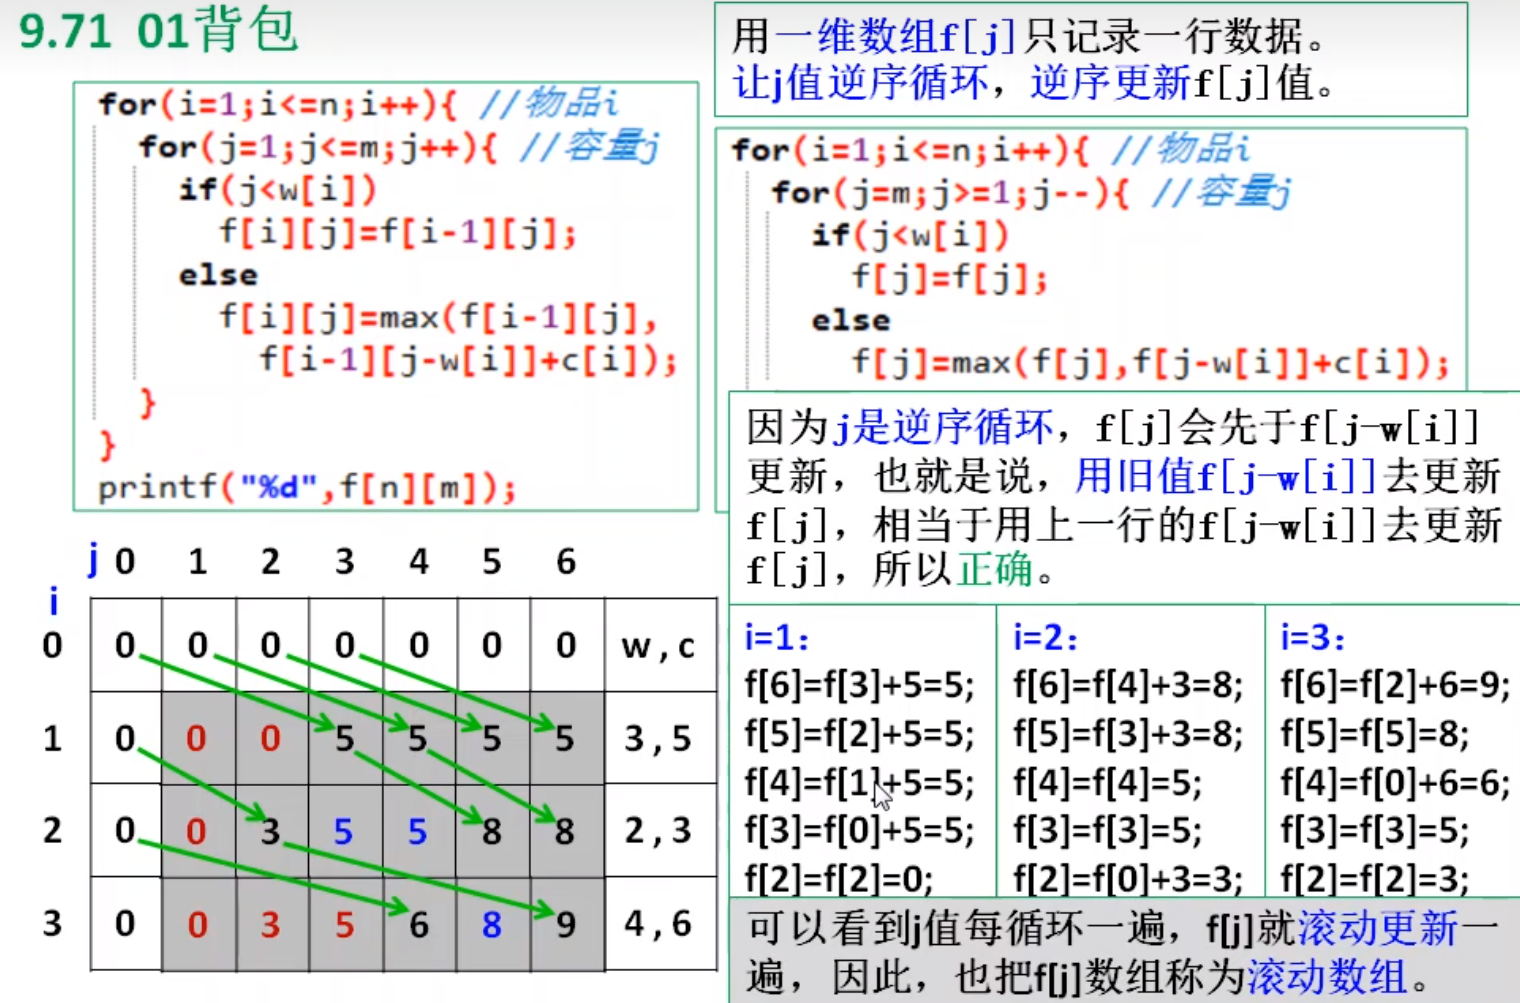 9.71 01背包
for(i=1;i<=n;i++){ //物品i
for(j=1;j<=m;j++){ //容量j
if(j<w[i])
f[i][j]=f[i-1][j];
else
f[i][j]=max(f[i-1][j],
f[i-1][j-w[i]]+c[i]);
}
}
printf("%d",f[n][m]);
用一维数组f[j]只记录一行数据。
让j值逆序循环，逆序更新f[j]值。
for(i=1;i<=n;i++){ //物品i
for(j=m;j>=1;j--){ //容量j
if(j<w[i])
f[j]=f[j];
else
f[j]=max(f[j],f[j-w[i]]+c[i]);
因为j是逆序循环，f[j]会先于f[j-w[i]]
更新，也就是说，用旧值f[j-w[i]]去更新
f[j]，相当于用上一行的f[j-w[i]]去更新
f[j]，所以正确。
j 0 1 2 3 4 5 6
i
0 0 0 0 0 0 0 0 w,c
1 0 0 0 5 5 5 5 3,5
2 0 0 3 5 5 8 8 2,3
3 0 0 3 5 6 8 9 4,6
i=1:
f[6]=f[3]+5=5;
f[5]=f[2]+5=5;
f[4]=f[1]+5=5;
f[3]=f[0]+5=5;
f[2]=f[2]=0;
i=2:
f[6]=f[4]+3=8;
f[5]=f[3]+3=8;
f[4]=f[4]=5;
f[3]=f[3]=5;
f[2]=f[0]+3=3;
i=3:
f[6]=f[2]+6=9;
f[5]=f[5]=8;
f[4]=f[0]+6=6;
f[3]=f[3]=5;
f[2]=f[2]=3;
可以看到j值每循环一遍，f[j]就滚动更新一
遍，因此，也把f[j]数组称为滚动数组。